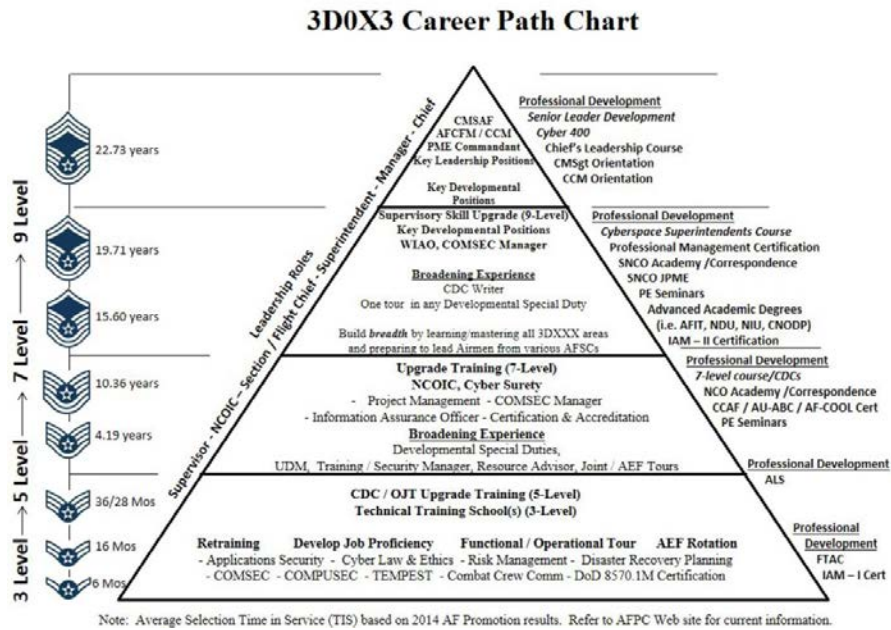 3D0X3 Career Path Chart
3 Level → 5 Level → 7 Level → 9 Level
22.73 years
19.71 years
15.60 years
10.36 years
4.19 years
36/28 Mos
16 Mos
6 Mos
Leadership Roles
Supervisor - NCOIC – Section / Flight Chief - Superintendent - Manager - Chief
CMSAF
AFCFM / CCM
PME Commandant
Key Leadership Positions
Key Developmental
Positions
Supervisory Skill Upgrade (9-Level)
Key Developmental Positions
WIAO, COMSEC Manager
Broadening Experience
CDC Writer
One tour in any Developmental Special Duty
Build breadth by learning/mastering all 3DXXX areas
and preparing to lead Airmen from various AFSCs
Upgrade Training (7-Level)
NCOIC, Cyber Surety
- Project Management - COMSEC Manager
- Information Assurance Officer - Certification & Accreditation
Broadening Experience
Developmental Special Duties,
UDM, Training / Security Manager, Resource Advisor, Joint / AEF Tours
CDC / OJT Upgrade Training (5-Level)
Technical Training School(s) (3-Level)
Retraining Develop Job Proficiency Functional / Operational Tour AEF Rotation
- Applications Security - Cyber Law & Ethics - Risk Management - Disaster Recovery Planning
- COMSEC - COMPUSEC - TEMPEST - Combat Crew Comm - DoD 8570.1M Certification
Professional Development
Senior Leader Development
Cyber 400
Chief's Leadership Course
CMSgt Orientation
CCM Orientation
Professional Development
Cyberspace Superintendents Course
Professional Management Certification
SNCO Academy /Correspondence
SNCO JPME
PE Seminars
Advanced Academic Degrees
(i.e. AFIT, NDU, NIU, CNODP)
IAM – II Certification
Professional Development
7-level course/CDCs
NCO Academy /Correspondence
CCAF / AU-ABC / AF-COOL Cert
PE Seminars
Professional Development
ALS
Professional
Development
FTAC
IAM – I Cert
Note: Average Selection Time in Service (TIS) based on 2014 AF Promotion results. Refer to AFPC Web site for current information.